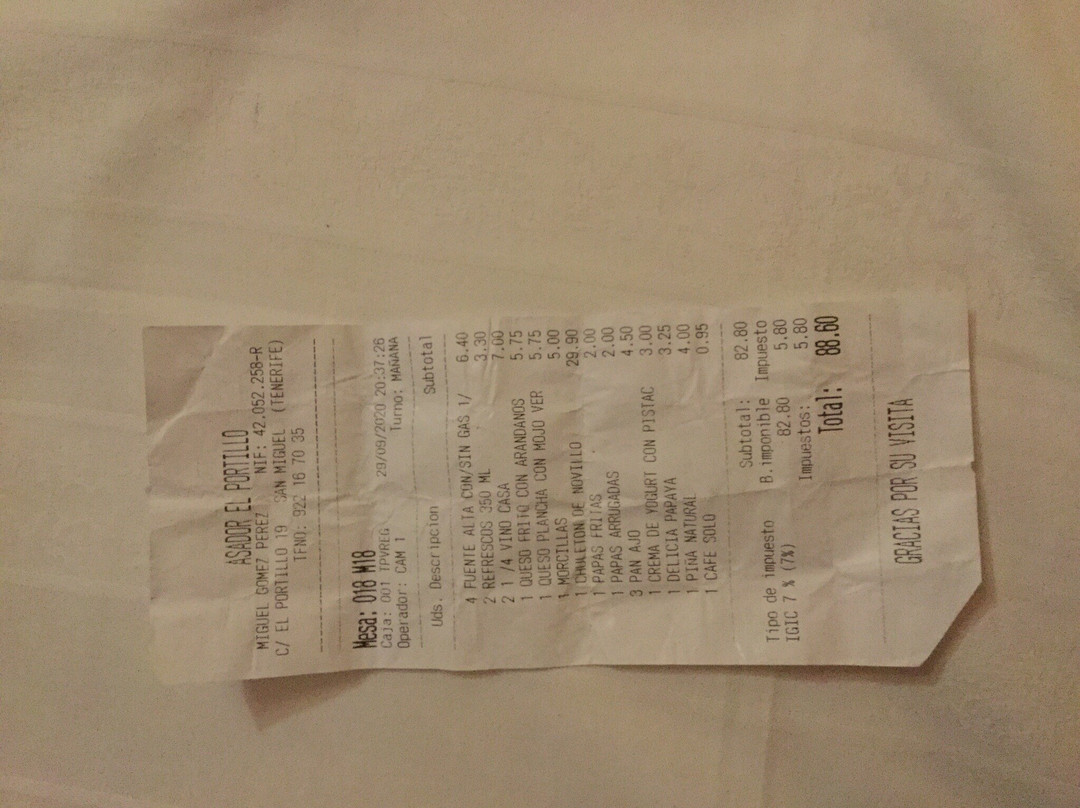 ASADOR EL PORTILLO
MIGUEL GOMEZ PEREZ NIF: 42.052.258-R
C/ EL PORTILLO 19 SAN MIGUEL (TENERIFE)
TFNO: 922 16 70 35
Mesa: 018 M18
Caja: 001 TPVREG 29/09/2020 20:37:26
Operador: CAM 1 Turno: MAÑANA
Uds. Descripcion Subtotal
4 FUENTE ALTA CON/SIN GAS 1/ 6.40
2 REFRESCOS 350 ML 3.30
2 1/4 VINO CASA 7.00
1 QUESO FRITO CON ARANDANOS 5.75
1 QUESO PLANCHA CON MOJO VER 5.75
1 MORCILLAS 5.00
1 CHULETON DE NOVILLO 29.90
1 PAPAS FRITAS 2.00
1 PAPAS ARRUGADAS 2.00
3 PAN AJO 4.50
1 CREMA DE YOGURT CON PISTAC 3.00
1 DELICIA PAPAYA 3.25
1 PIÑA NATURAL 4.00
1 CAFE SOLO 0.95
Subtotal: 82.80
Tipo de impuesto B.imponible Impuesto
IGIC 7 % (7%) 82.80 5.80
Impuestos: 5.80
Total: 88.60
GRACIAS POR SU VISITA